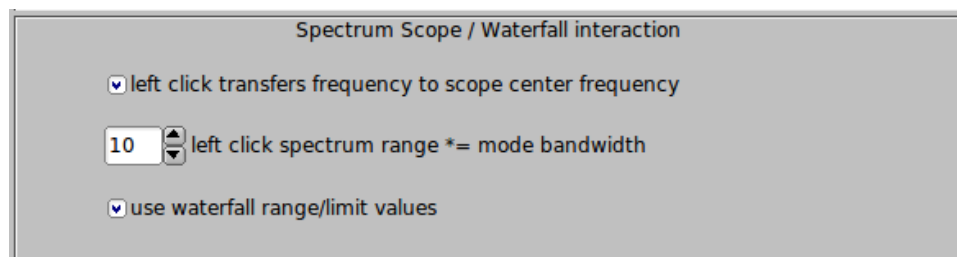 Spectrum Scope / Waterfall interaction
left click transfers frequency to scope center frequency
10 left click spectrum range *= mode bandwidth
use waterfall range/limit values